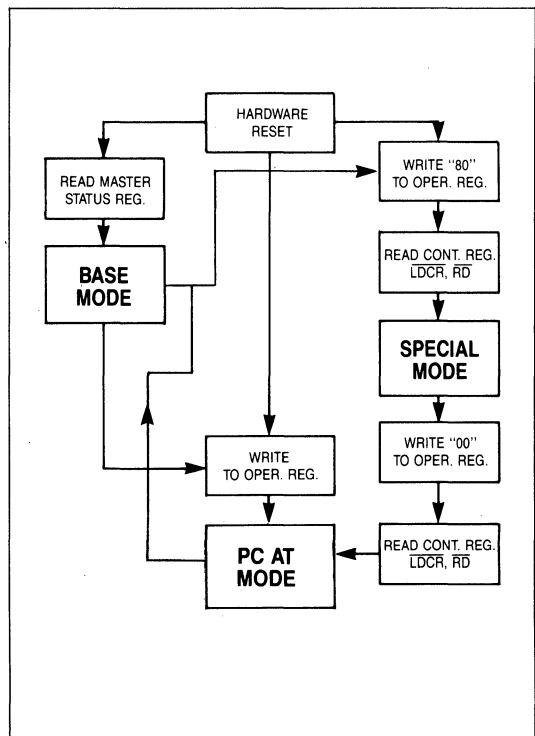 HARDWARE
RESET
READ MASTER
STATUS REG.
BASE
MODE
WRITE "80"
TO OPER. REG.
READ CONT. REG.
LDCR, RD
SPECIAL
MODE
WRITE "00"
TO OPER. REG.
READ CONT. REG.
LDCR, RD
WRITE
TO OPER. REG.
PC AT
MODE